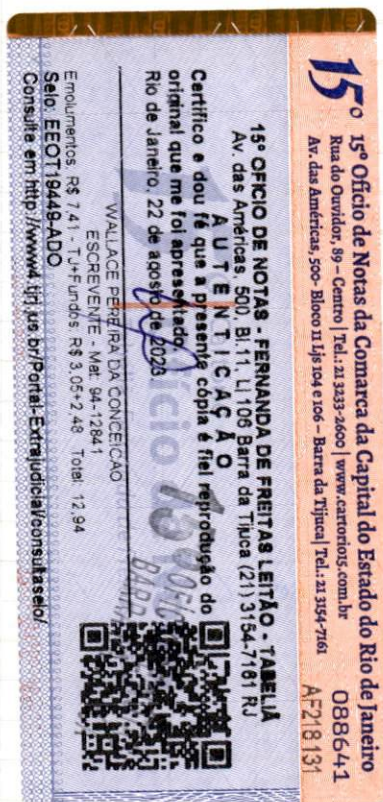 15º 15º Ofício de Notas da Comarca da Capital do Estado do Rio de Janeiro
Rua do Ouvidor, 89 – Centro | Tel.: 21 3233-2600 | www.cartorio15.com.br
Av. das Américas, 500- Bloco 11 Ljs 104 e 106 – Barra da Tijuca | Tel.: 21 3154-7161
088641
AF218131
15º OFICIO DE NOTAS - FERNANDA DE FREITAS LEITÃO - TABELIÃ
Av. das Américas, 500, Bl.11, Lj 106 Barra da Tijuca (21) 3154-7161 RJ
A U T E N T I C A Ç Ã O
Certifico e dou fé que a presente cópia é fiel reprodução do
original que me foi apresentado.
Rio de Janeiro, 22 de agosto de 2023
WALLACE PEREIRA DA CONCEICAO
ESCREVENTE - Mat: 94-12841
Emolumentos: R$ 7,41 - TJ+Fundos: R$ 3,05+2,48 Total: 12,94
Selo: EEOT19449-ADO
Consulte em http://www4.tjrj.jus.br/Portal-Extrajudicial/consultaselo/